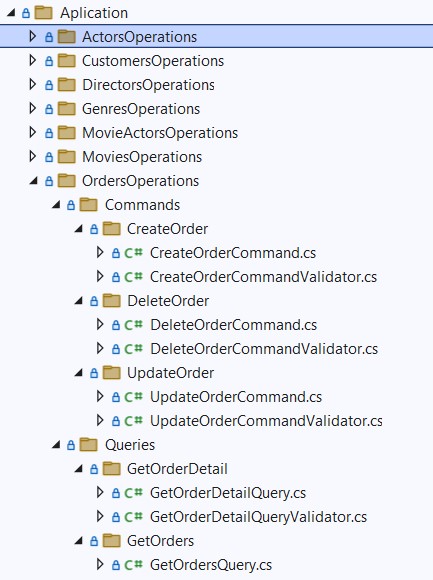 Aplication
ActorsOperations
CustomersOperations
DirectorsOperations
GenresOperations
MovieActorsOperations
MoviesOperations
OrdersOperations
Commands
CreateOrder
C# CreateOrderCommand.cs
C# CreateOrderCommandValidator.cs
DeleteOrder
C# DeleteOrderCommand.cs
C# DeleteOrderCommandValidator.cs
UpdateOrder
C# UpdateOrderCommand.cs
C# UpdateOrderCommandValidator.cs
Queries
GetOrderDetail
C# GetOrderDetailQuery.cs
C# GetOrderDetailQueryValidator.cs
GetOrders
C# GetOrdersQuery.cs